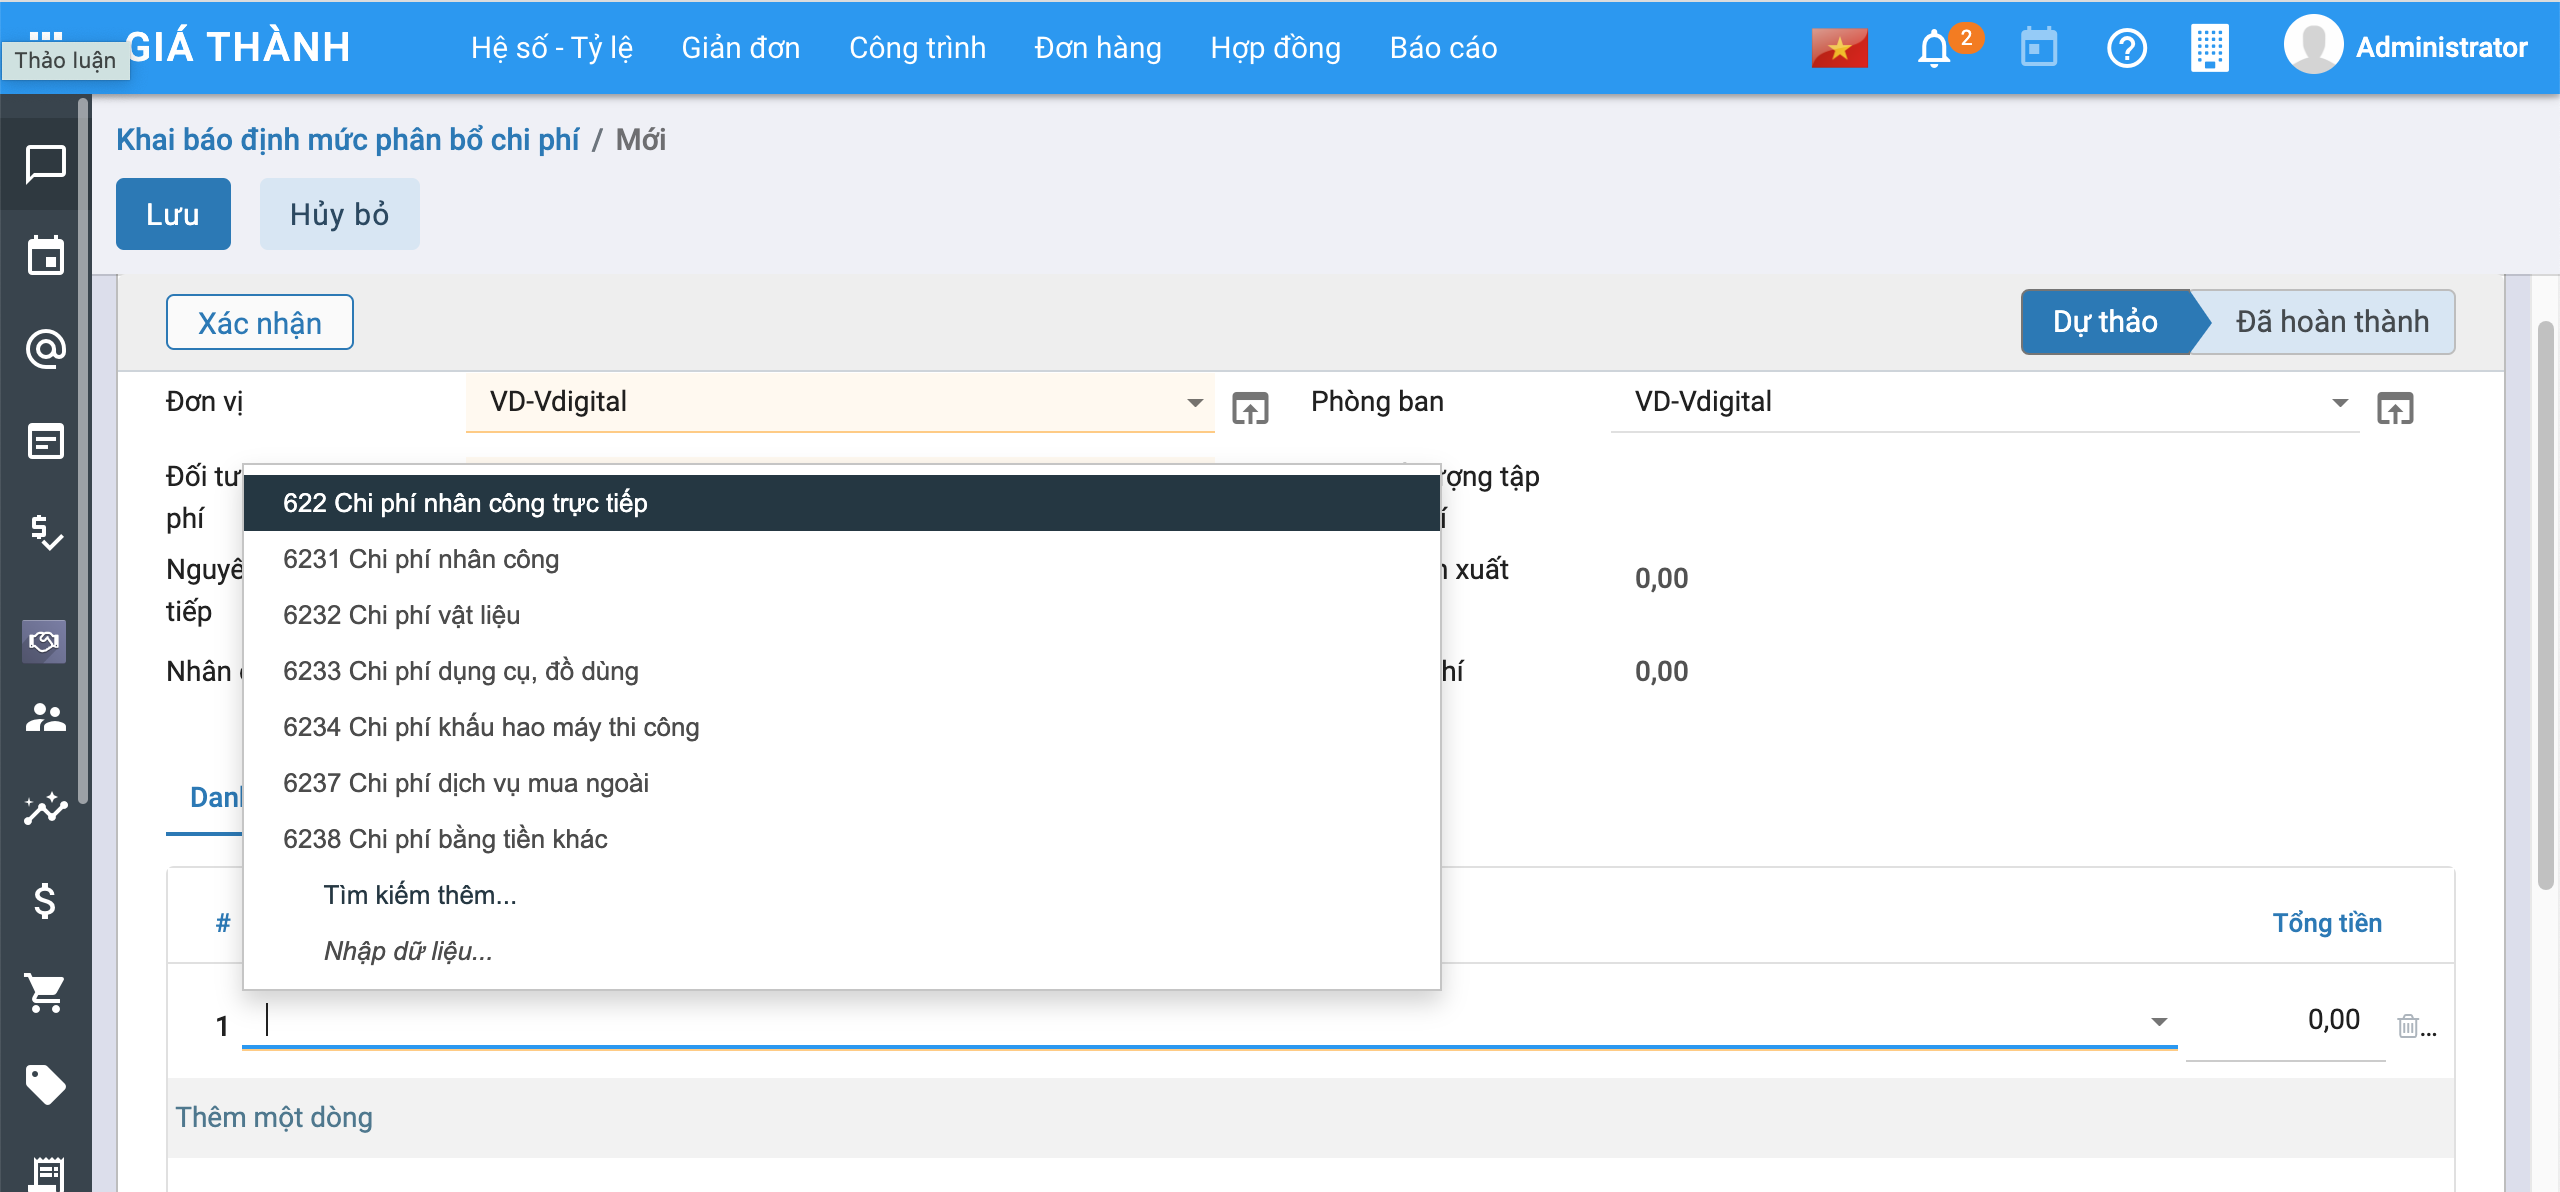 Thảo luận
GIÁ THÀNH
Hệ số - Tỷ lệ
Giản đơn
Công trình
Đơn hàng
Hợp đồng
Báo cáo
2
Administrator
Khai báo định mức phân bổ chi phí / Mới
Lưu
Hủy bỏ
Xác nhận
Dự thảo
Đã hoàn thành
Đơn vị
VD-Vdigital
Phòng ban
VD-Vdigital
Đối tư
phí
ợng tập
í
Nguyê
tiếp
xuất
0,00
Nhân
hí
0,00
622 Chi phí nhân công trực tiếp
6231 Chi phí nhân công
6232 Chi phí vật liệu
6233 Chi phí dụng cụ, đồ dùng
6234 Chi phí khấu hao máy thi công
6237 Chi phí dịch vụ mua ngoài
6238 Chi phí bằng tiền khác
Tìm kiếm thêm...
Nhập dữ liệu...
Danh
#
Tổng tiền
1
0,00
...
Thêm một dòng